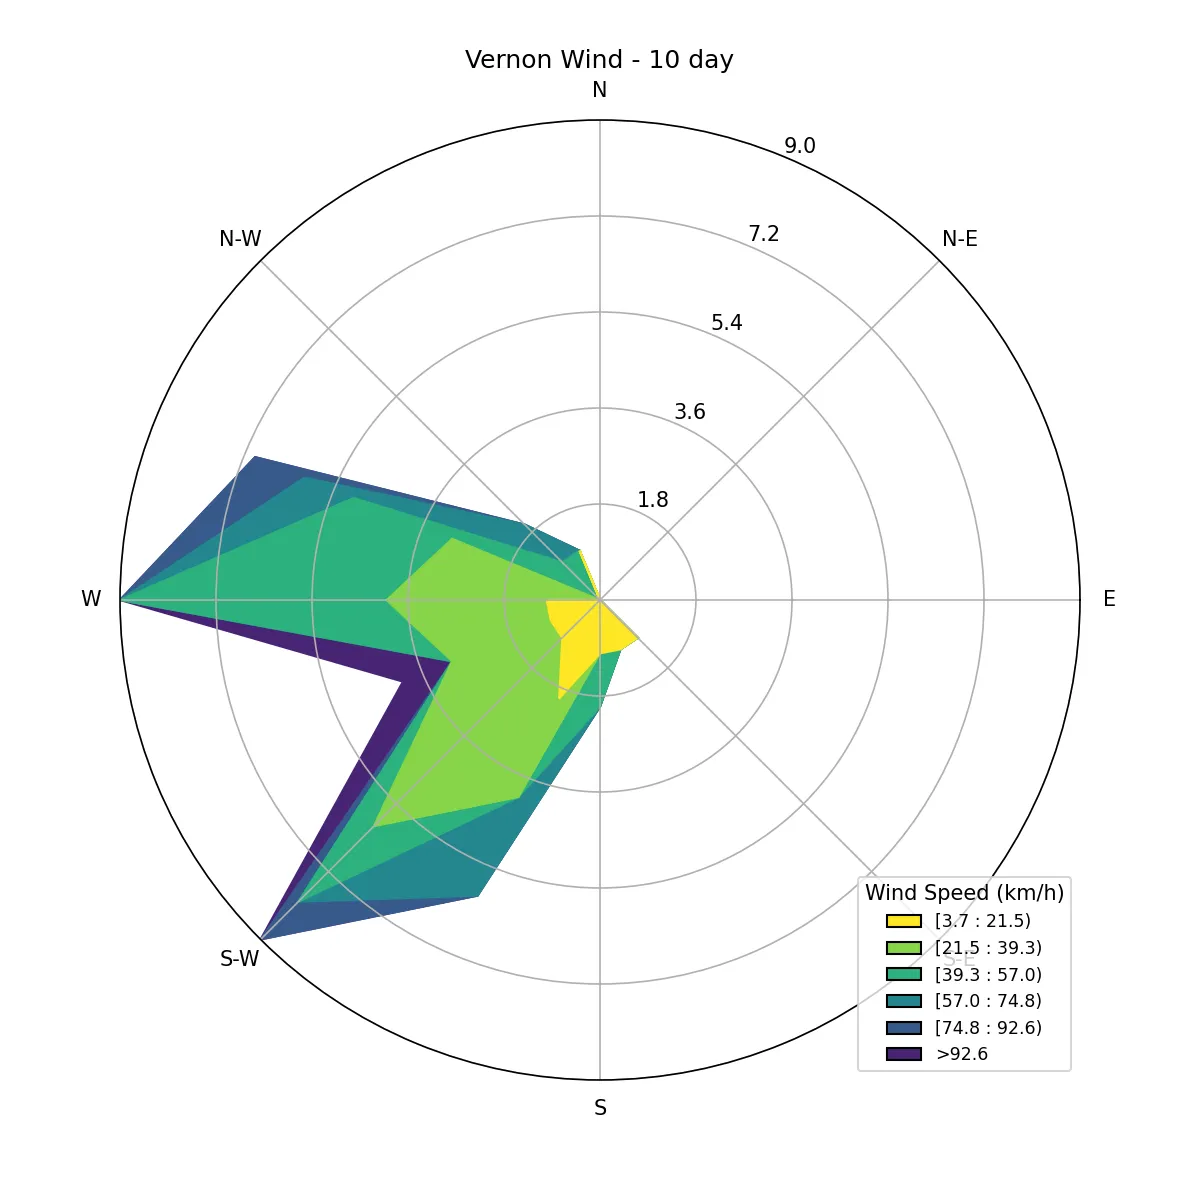 Vernon Wind - 10 day
N
9.0
N-W
N-E
7.2
5.4
3.6
1.8
W
E
S-W
S-E
Wind Speed (km/h)
[3.7 : 21.5)
[21.5 : 39.3)
[39.3 : 57.0)
[57.0 : 74.8)
[74.8 : 92.6)
>92.6
S